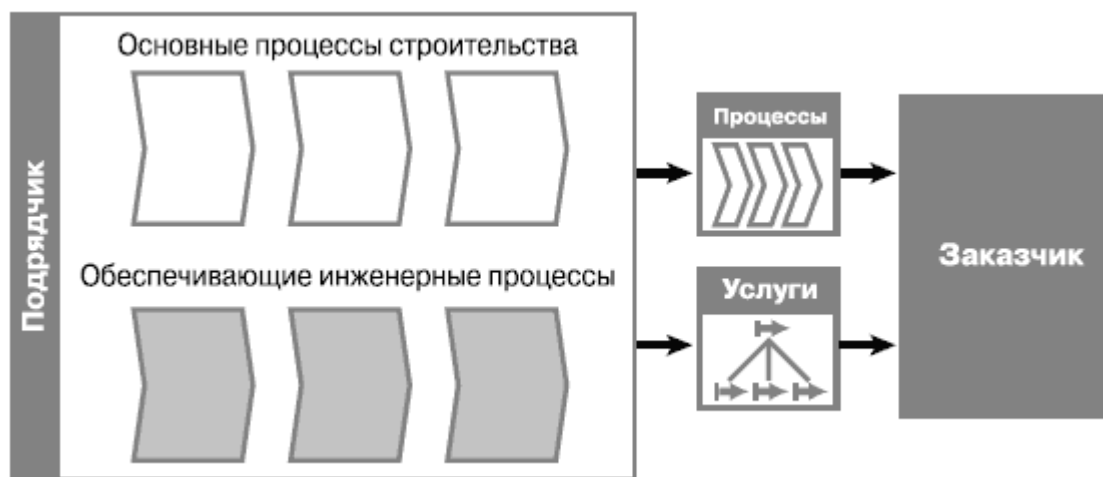 Подрядчик
Основные процессы строительства
Обеспечивающие инженерные процессы
Процессы
Услуги
Заказчик